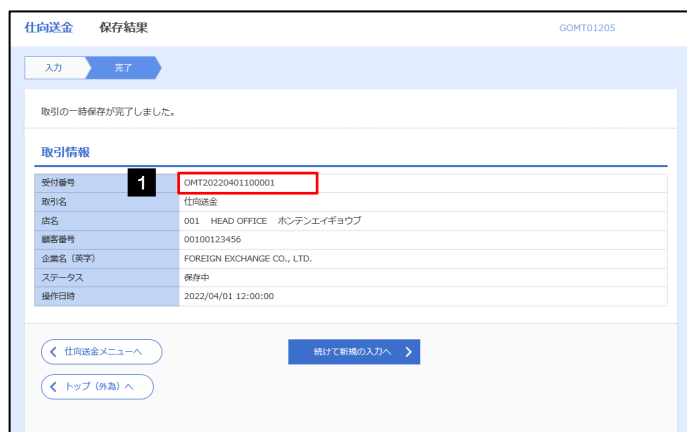 仕向送金 保存結果 GOMT01205
入力 完了
取引の一時保存が完了しました。
取引情報
受付番号 1 OMT20220401100001
取引名 仕向送金
店名 001 HEAD OFFICE ホンテンエイギョウブ
顧客番号 00100123456
企業名（英字） FOREIGN EXCHANGE CO., LTD.
ステータス 保存中
操作日時 2022/04/01 12:00:00
仕向送金メニューへ 続けて新規の入力へ
トップ（外為）へ